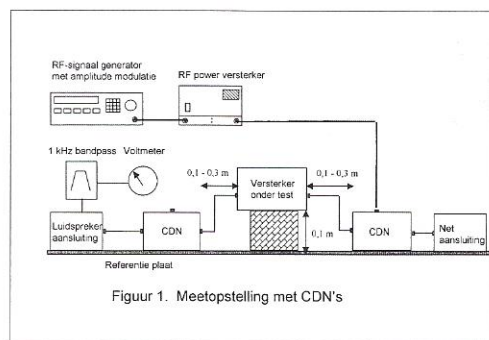 RF-signaal generator
met amplitude modulatie
RF power versterker
1 kHz bandpass
Voltmeter
0,1 - 0,3 m
Versterker
onder test
0,1 - 0,3 m
Luidspreker
aansluiting
CDN
0,1 m
CDN
Net
aansluiting
Referentie plaat
Figuur 1. Meetopstelling met CDN's